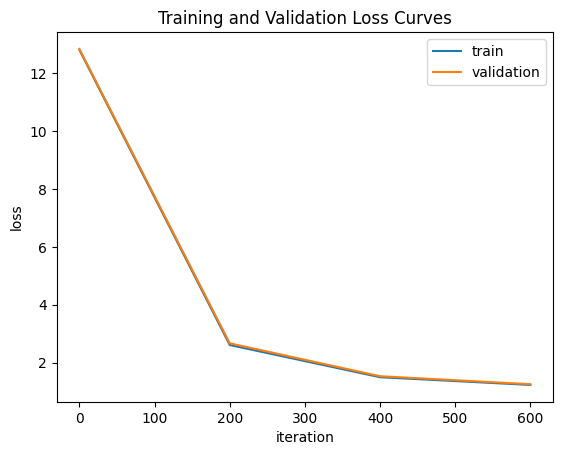 Training and Validation Loss Curves
train
validation
12
10
8
6
4
2
loss
0 100 200 300 400 500 600
iteration